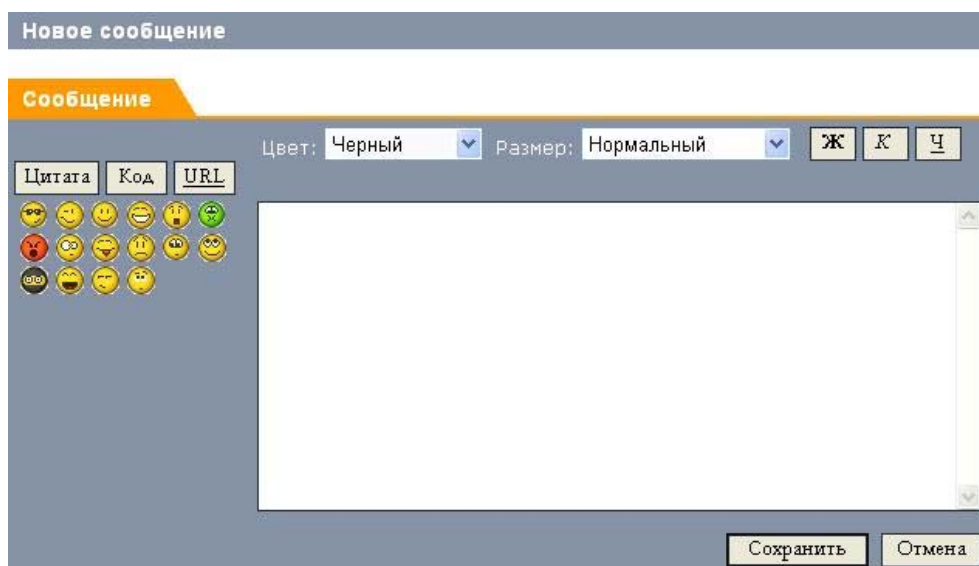 Новое сообщение
Сообщение
Цвет: Черный Размер: Нормальный Ж К Ч
Цитата Код URL
Сохранить Отмена